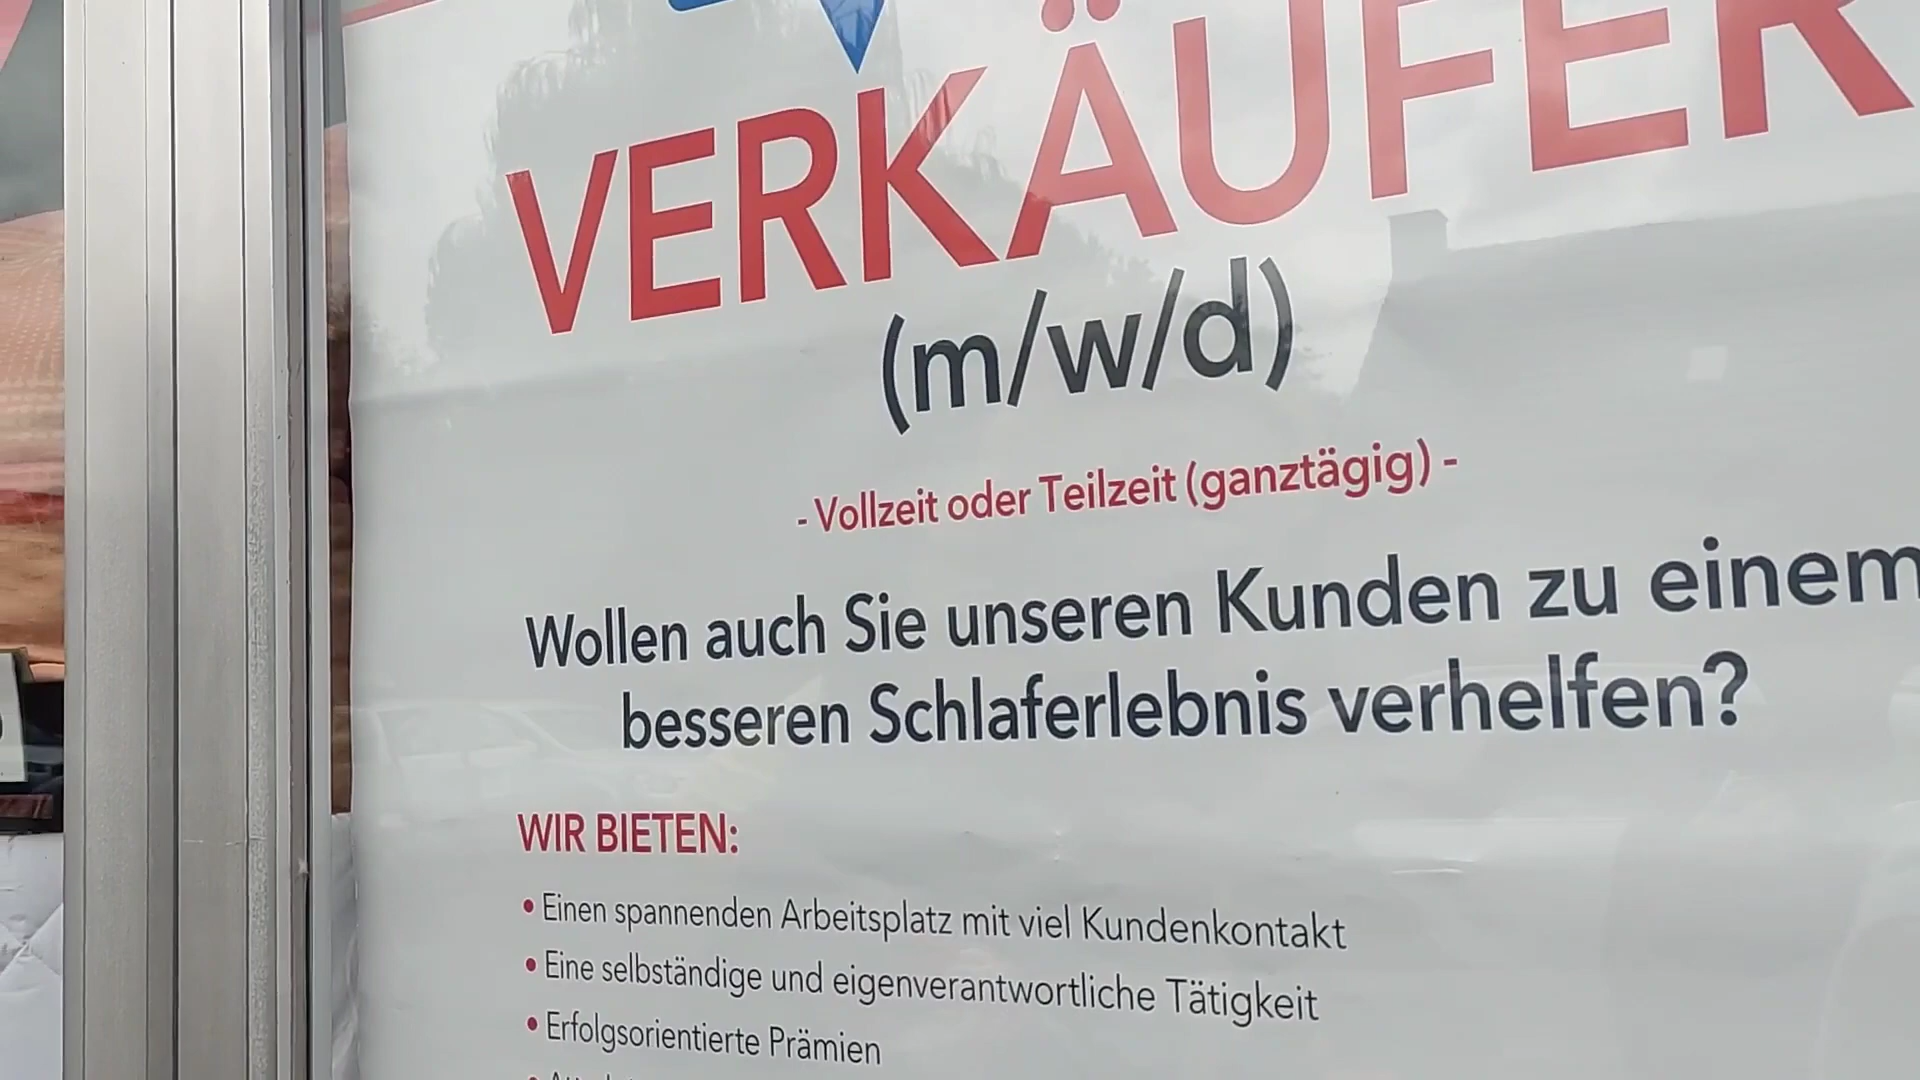 VERKÄUFER
(m/w/d)
- Vollzeit oder Teilzeit (ganztägig) -
Wollen auch Sie unseren Kunden zu einem
besseren Schlaferlebnis verhelfen?
WIR BIETEN:
• Einen spannenden Arbeitsplatz mit viel Kundenkontakt
• Eine selbständige und eigenverantwortliche Tätigkeit
• Erfolgsorientierte Prämien